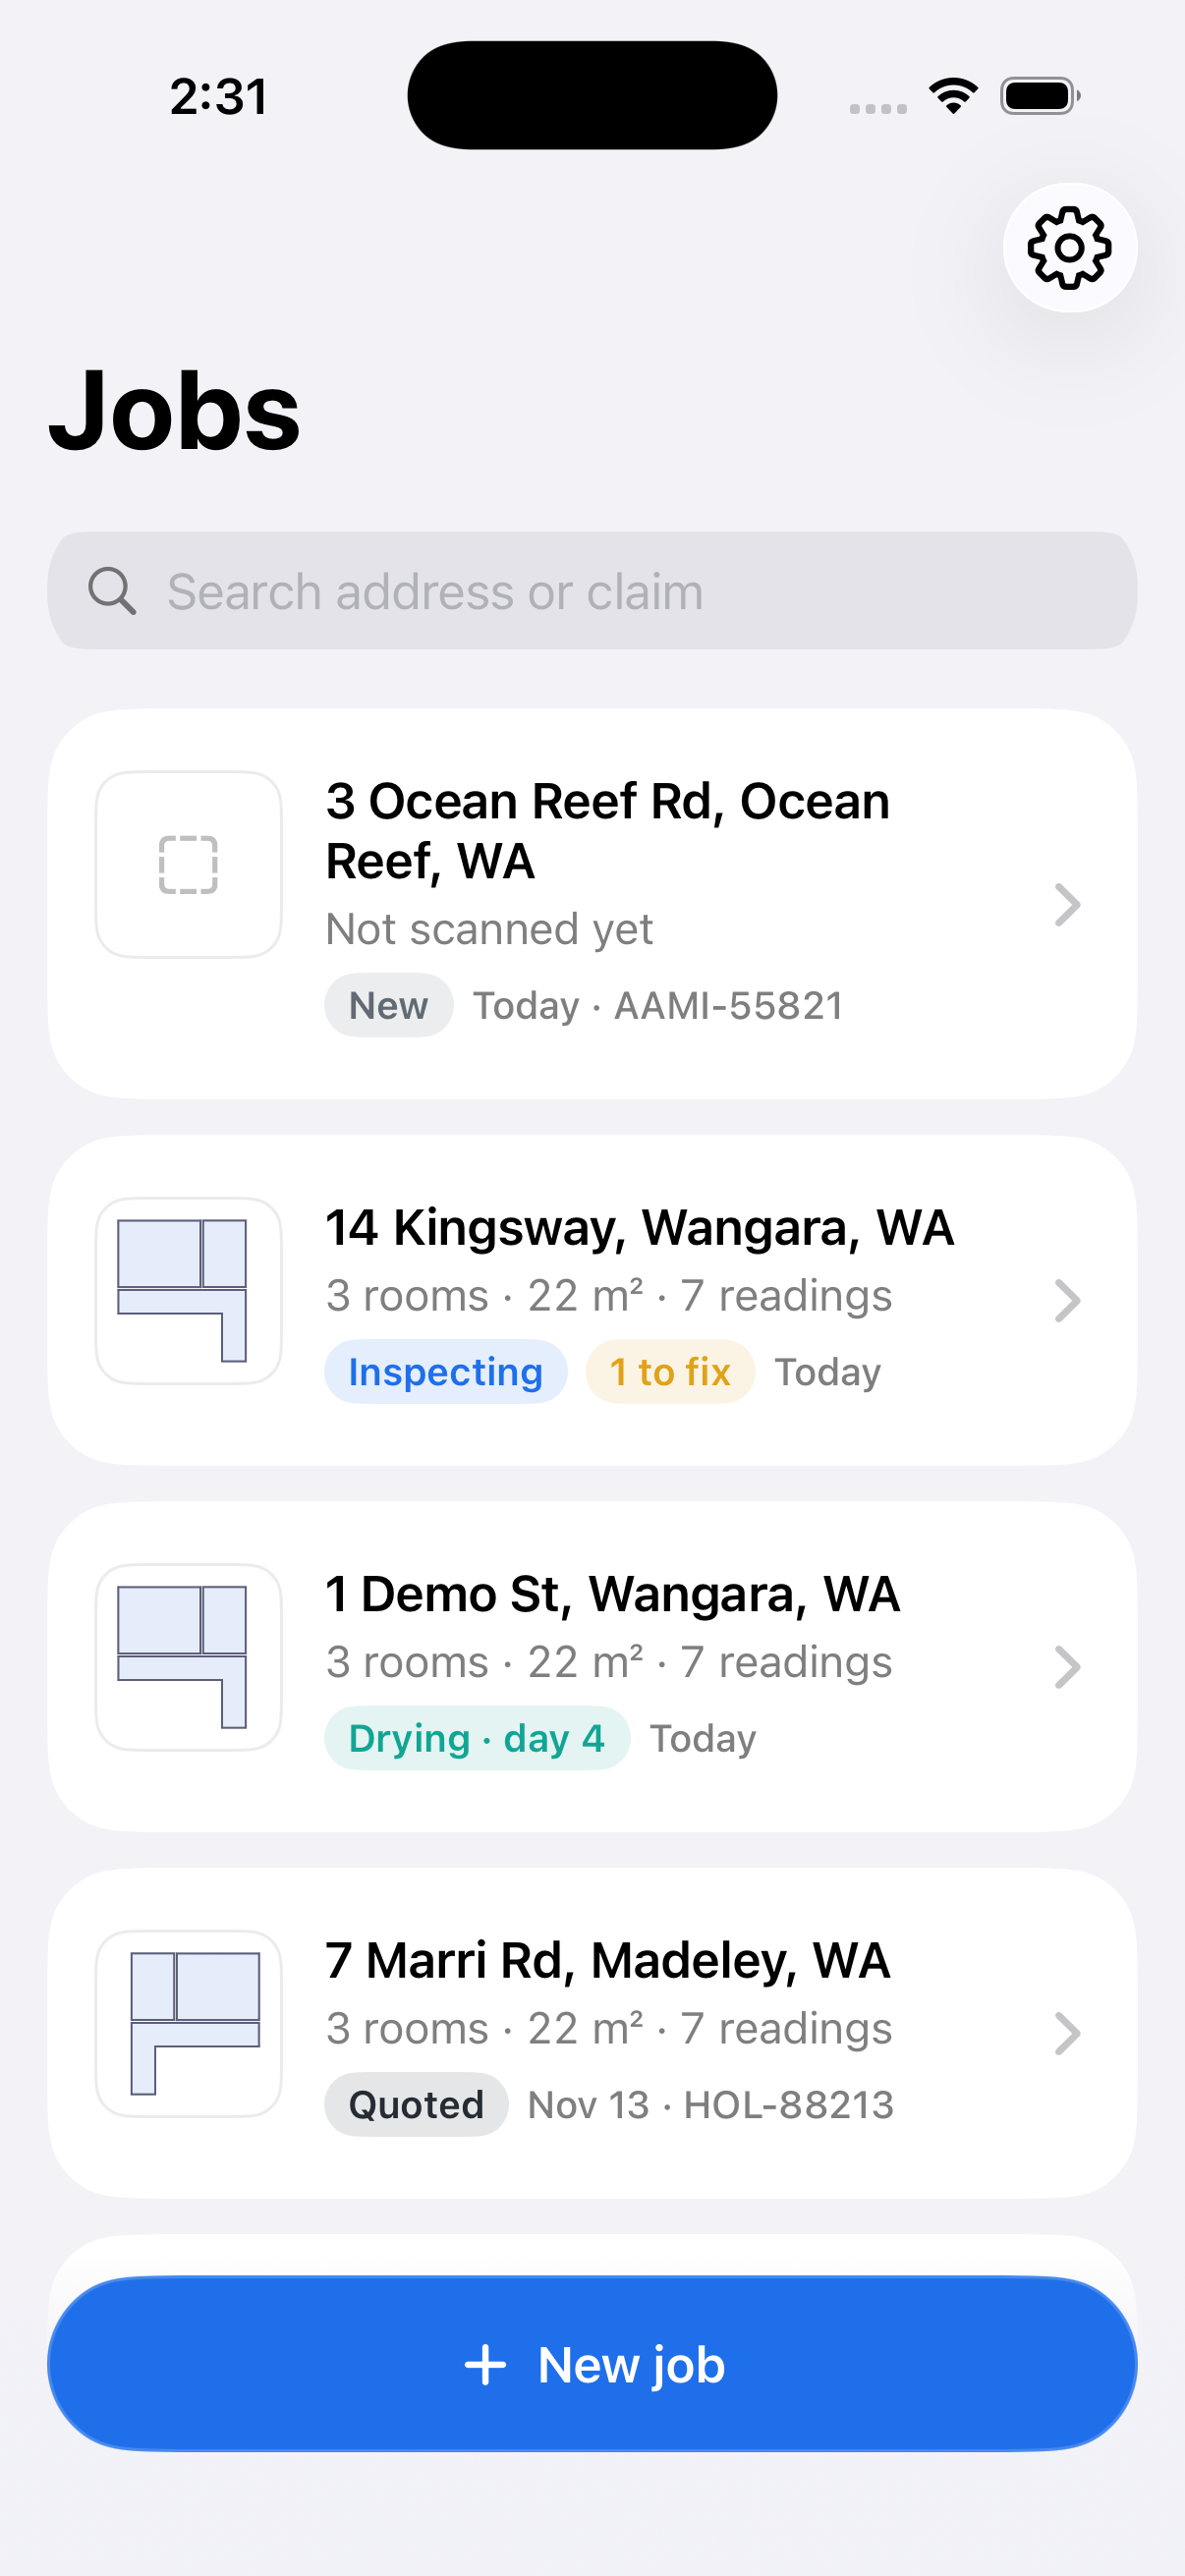 2:31
Jobs
Search address or claim
3 Ocean Reef Rd, Ocean
Reef, WA
Not scanned yet
New Today · AAMI-55821
14 Kingsway, Wangara, WA
3 rooms · 22 m² · 7 readings
Inspecting 1 to fix Today
1 Demo St, Wangara, WA
3 rooms · 22 m² · 7 readings
Drying · day 4 Today
7 Marri Rd, Madeley, WA
3 rooms · 22 m² · 7 readings
Quoted Nov 13 · HOL-88213
+ New job